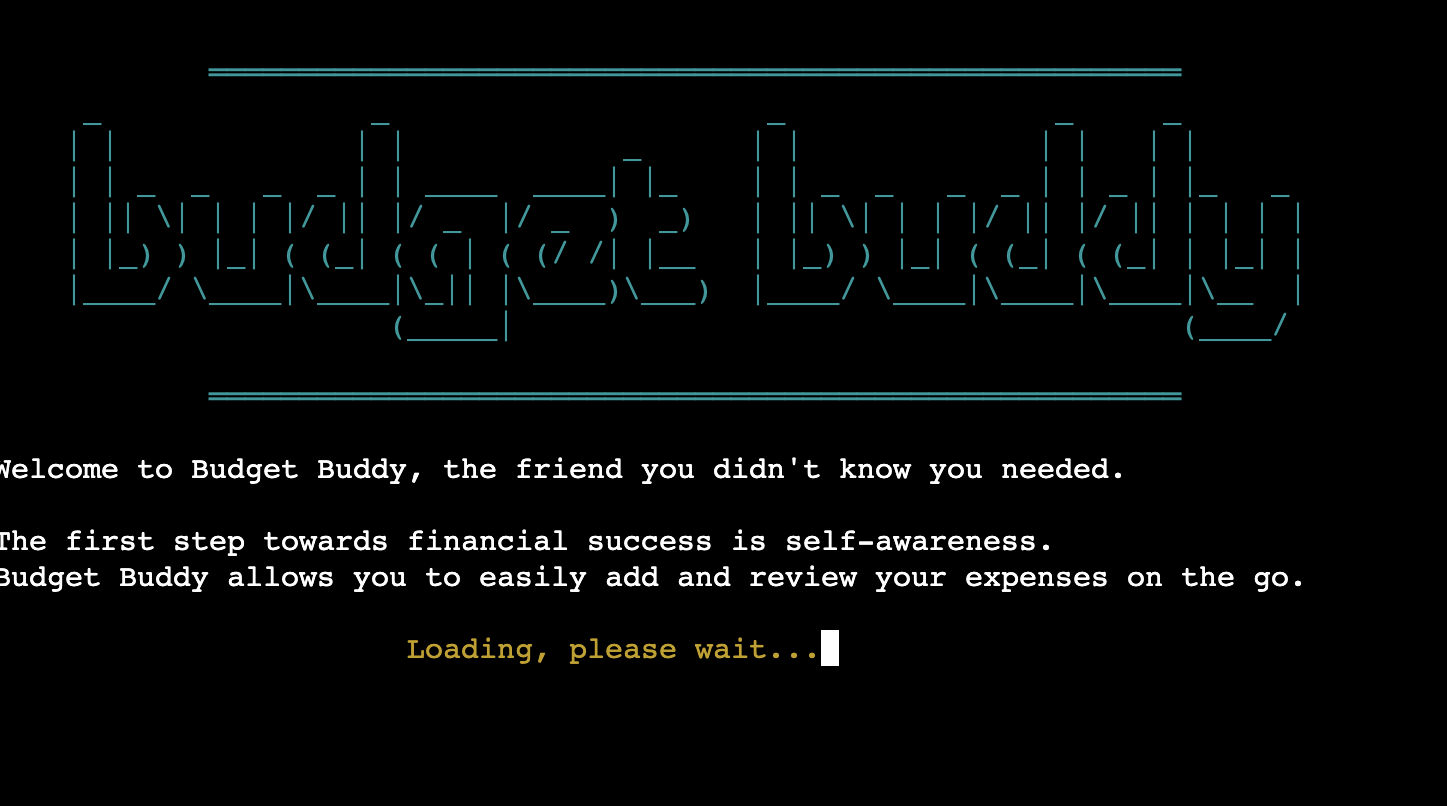 budget buddy
Welcome to Budget Buddy, the friend you didn't know you needed.
The first step towards financial success is self-awareness.
Budget Buddy allows you to easily add and review your expenses on the go.
Loading, please wait...